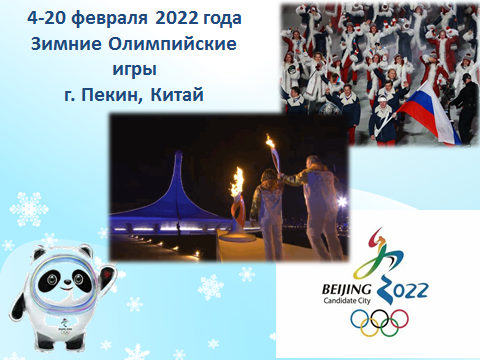 4-20 февраля 2022 года
Зимние Олимпийские
игры
г. Пекин, Китай
BEIJING 2022
Candidate City